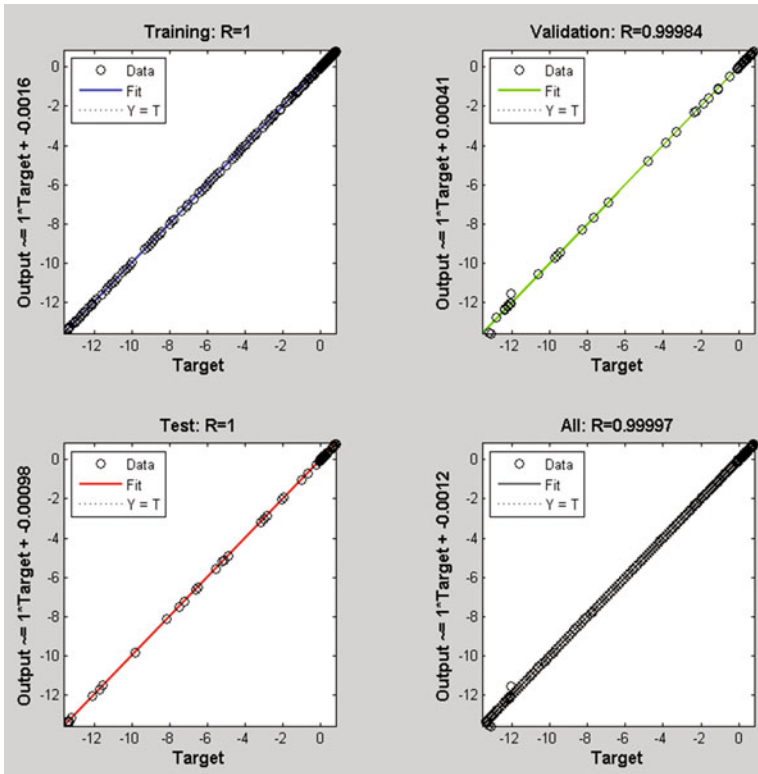 Training: R=1
Output ~= 1*Target + -0.0016
Data
Fit
Y = T
0
-2
-4
-6
-8
-10
-12
-12 -10 -8 -6 -4 -2 0
Target
Validation: R=0.99984
Output ~= 1*Target + 0.00041
Data
Fit
Y = T
0
-2
-4
-6
-8
-10
-12
-12 -10 -8 -6 -4 -2 0
Target
Test: R=1
Output ~= 1*Target + -0.00098
Data
Fit
Y = T
0
-2
-4
-6
-8
-10
-12
-12 -10 -8 -6 -4 -2 0
Target
All: R=0.99997
Output ~= 1*Target + -0.0012
Data
Fit
Y = T
0
-2
-4
-6
-8
-10
-12
-12 -10 -8 -6 -4 -2 0
Target